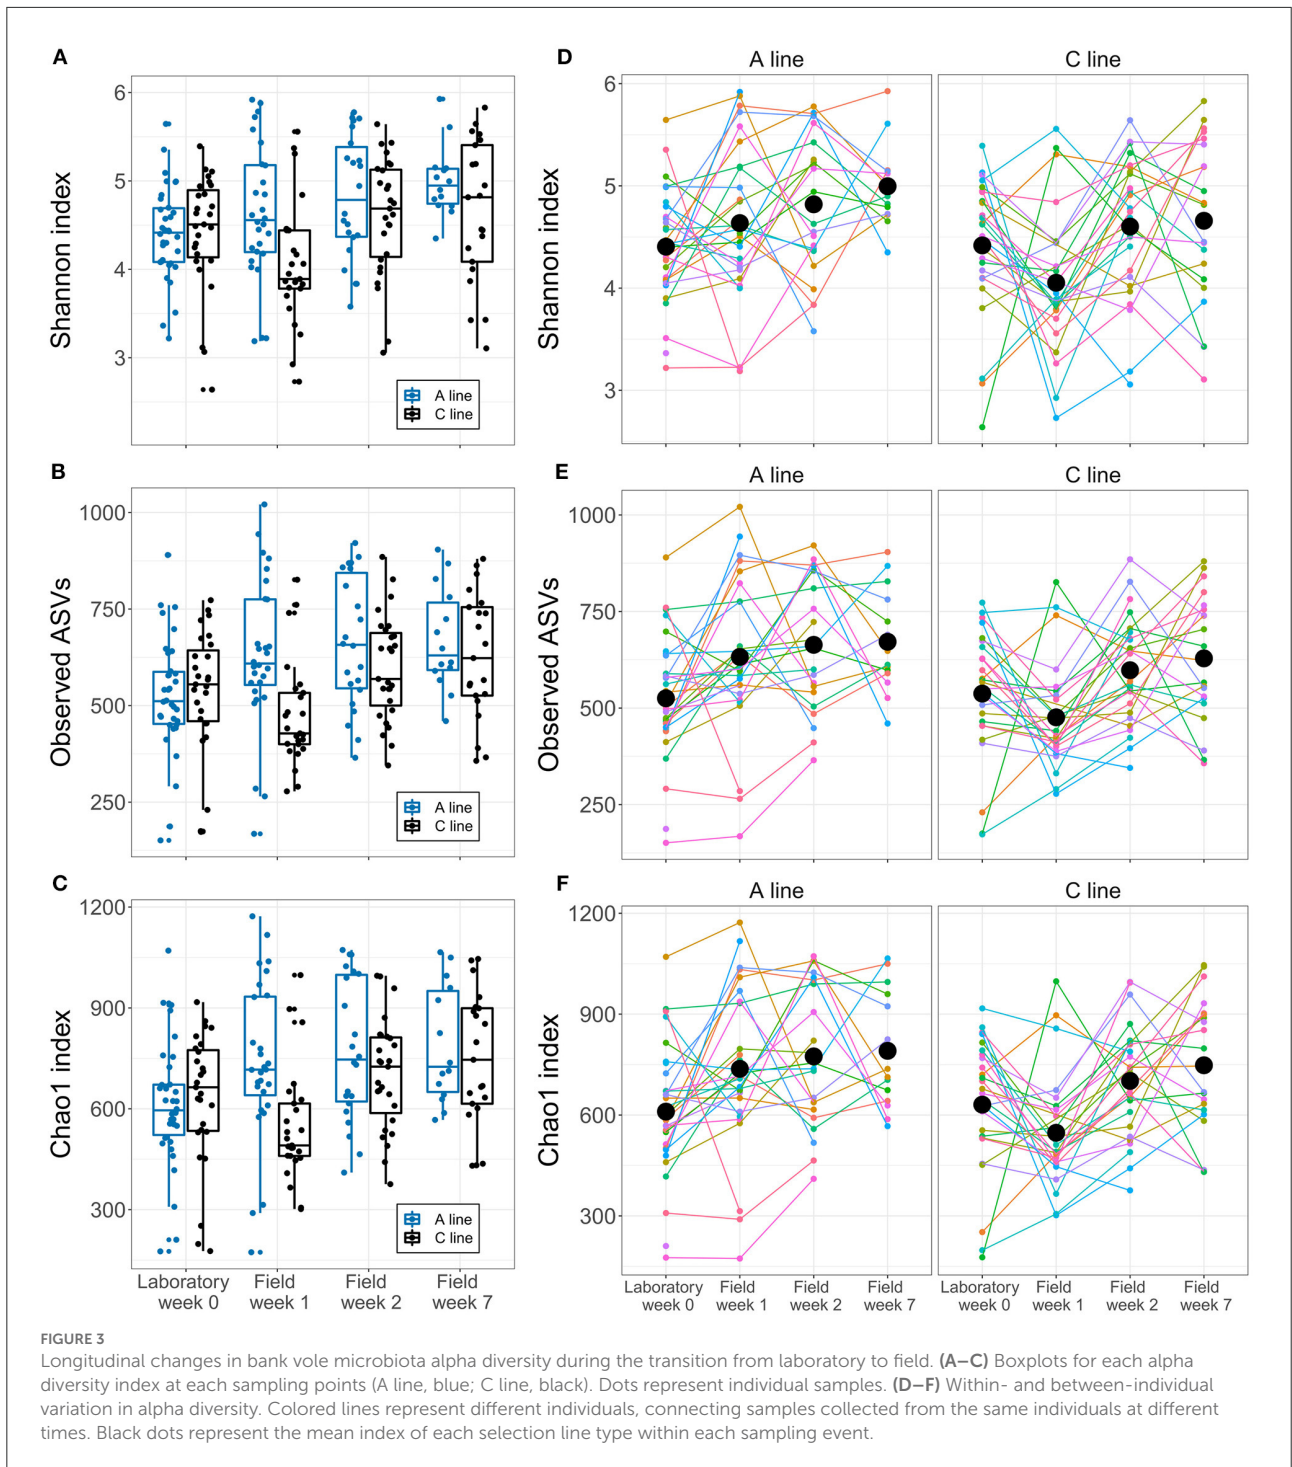 A
Shannon index
6
5
4
3
A line
C line
B
Observed ASVs
1000
750
500
250
A line
C line
C
Chao1 index
1200
900
600
300
A line
C line
Laboratory week 0
Field week 1
Field week 2
Field week 7
D
A line
C line
Shannon index
6
5
4
3
E
A line
C line
Observed ASVs
1000
750
500
250
F
A line
C line
Chao1 index
1200
900
600
300
Laboratory week 0
Field week 1
Field week 2
Field week 7
Laboratory week 0
Field week 1
Field week 2
Field week 7
FIGURE 3
Longitudinal changes in bank vole microbiota alpha diversity during the transition from laboratory to field. (A–C) Boxplots for each alpha
diversity index at each sampling points (A line, blue; C line, black). Dots represent individual samples. (D–F) Within- and between-individual
variation in alpha diversity. Colored lines represent different individuals, connecting samples collected from the same individuals at different
times. Black dots represent the mean index of each selection line type within each sampling event.